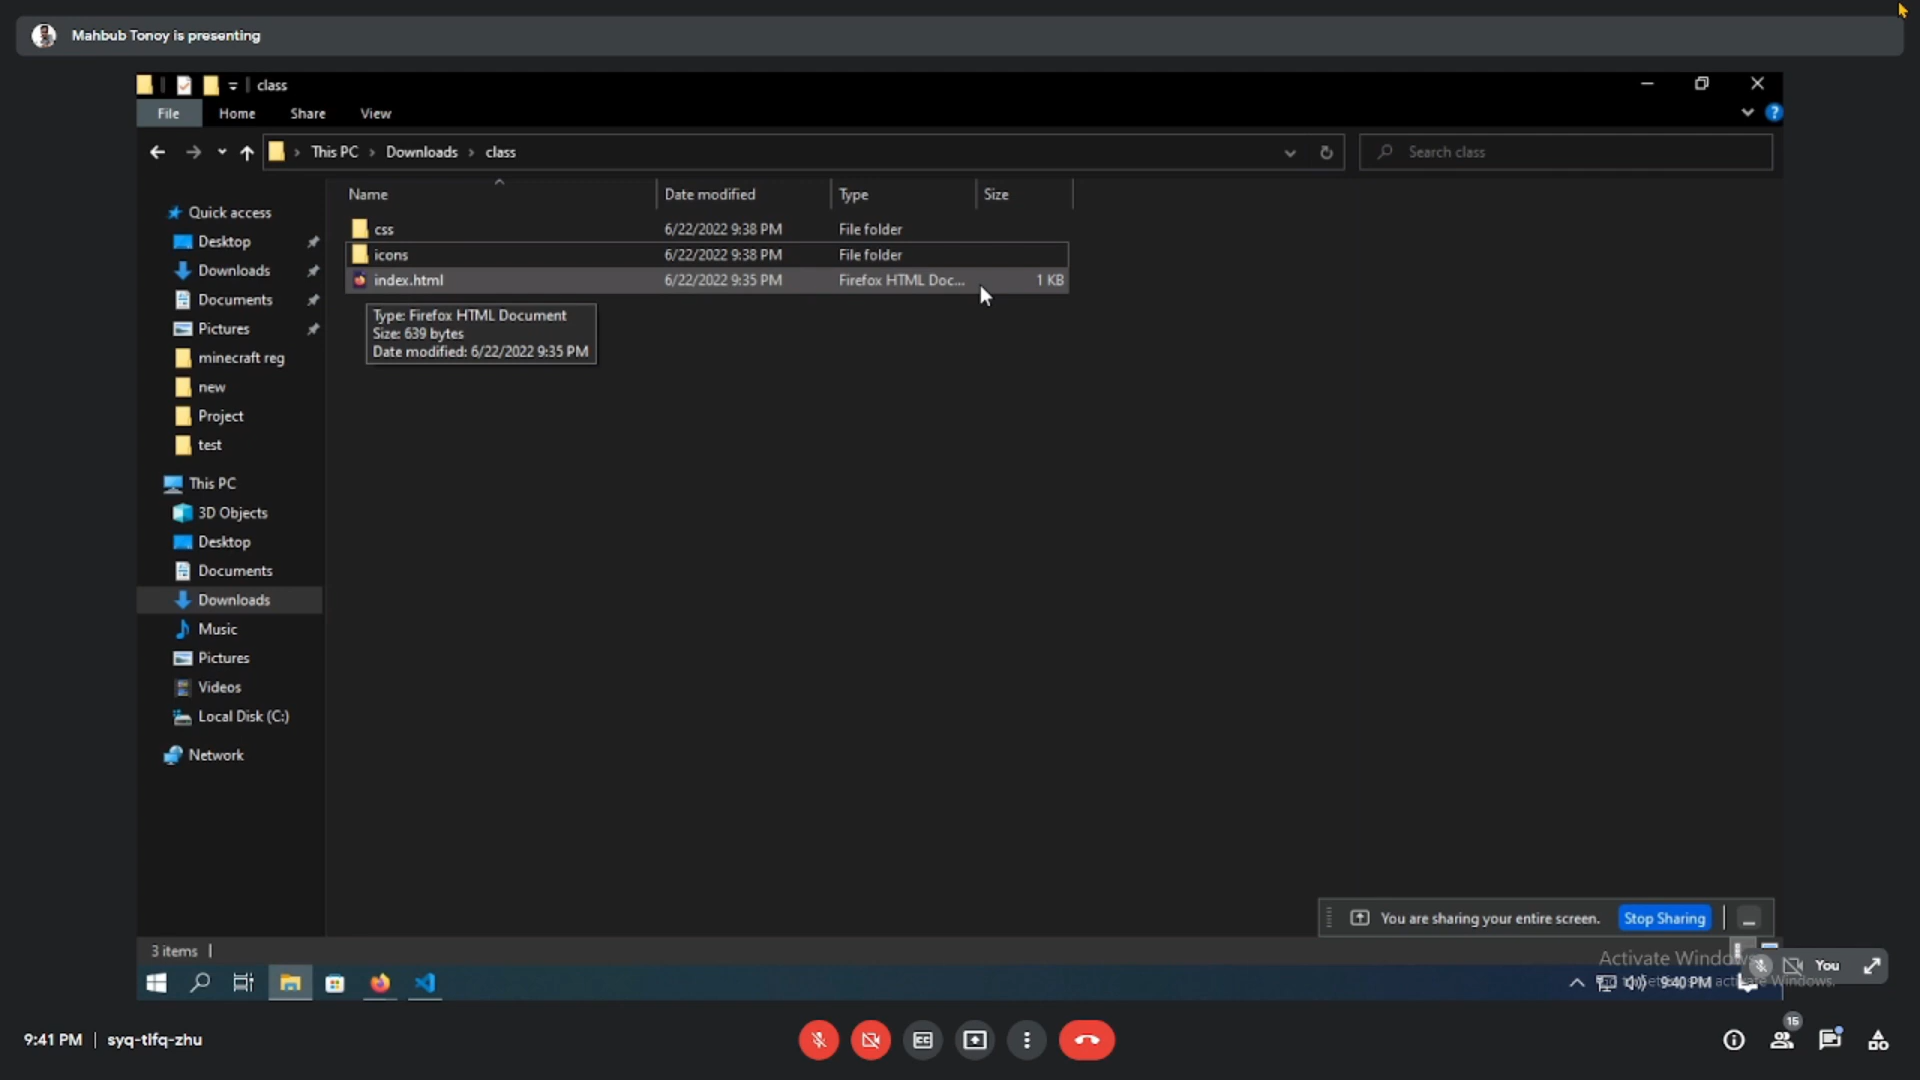 Mahbub Tonoy is presenting
class
File Home Share View
This PC Downloads class
Search class
Name Date modified Type Size
css 6/22/2022 9:38 PM File folder
icons 6/22/2022 9:38 PM File folder
index.html 6/22/2022 9:35 PM Firefox HTML Doc... 1 KB
Type: Firefox HTML Document
Size: 639 bytes
Date modified: 6/22/2022 9:35 PM
Quick access
Desktop
Downloads
Documents
Pictures
minecraft reg
new
Project
test
This PC
3D Objects
Desktop
Documents
Downloads
Music
Pictures
Videos
Local Disk (C:)
Network
You are sharing your entire screen. Stop Sharing
3 items
Activate Windows
You
9:40 PM
Windows.
9:41 PM | syq-tlfq-zhu
15